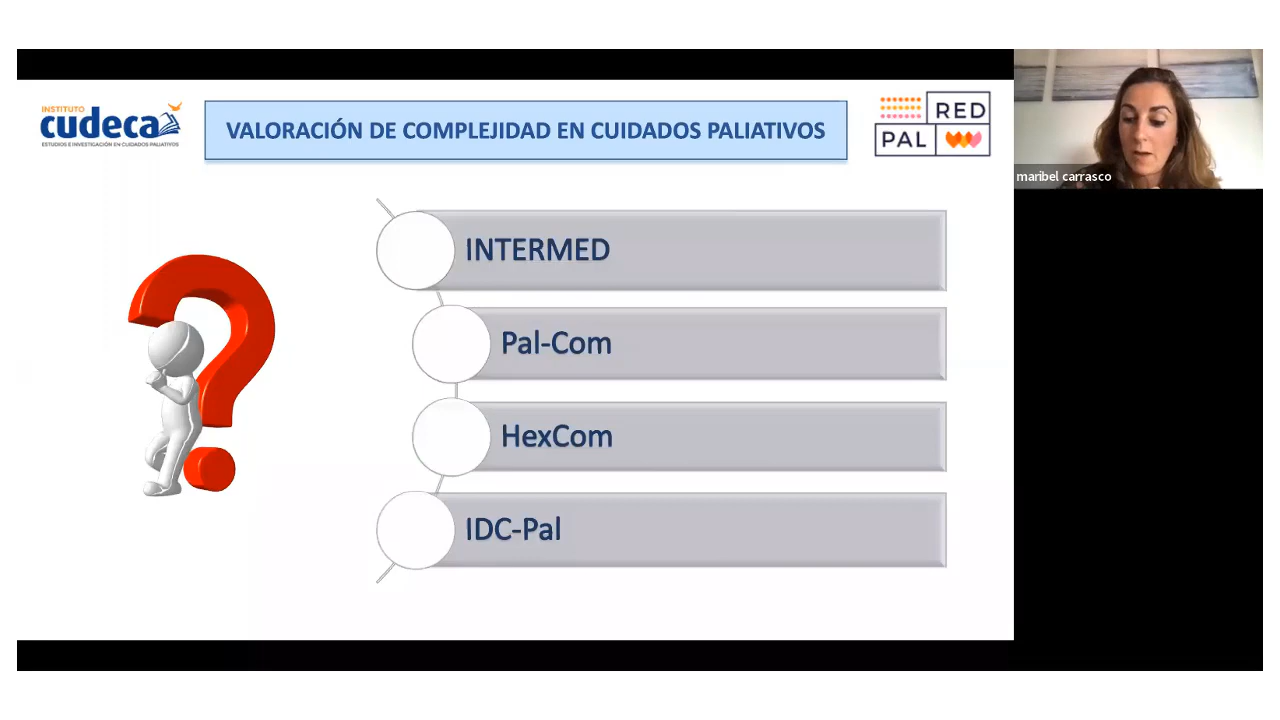 INSTITUTO
cudeca
ESTUDIOS E INVESTIGACIÓN EN CUIDADOS PALIATIVOS
VALORACIÓN DE COMPLEJIDAD EN CUIDADOS PALIATIVOS
RED
PAL
maribel carrasco
INTERMED
Pal-Com
HexCom
IDC-Pal